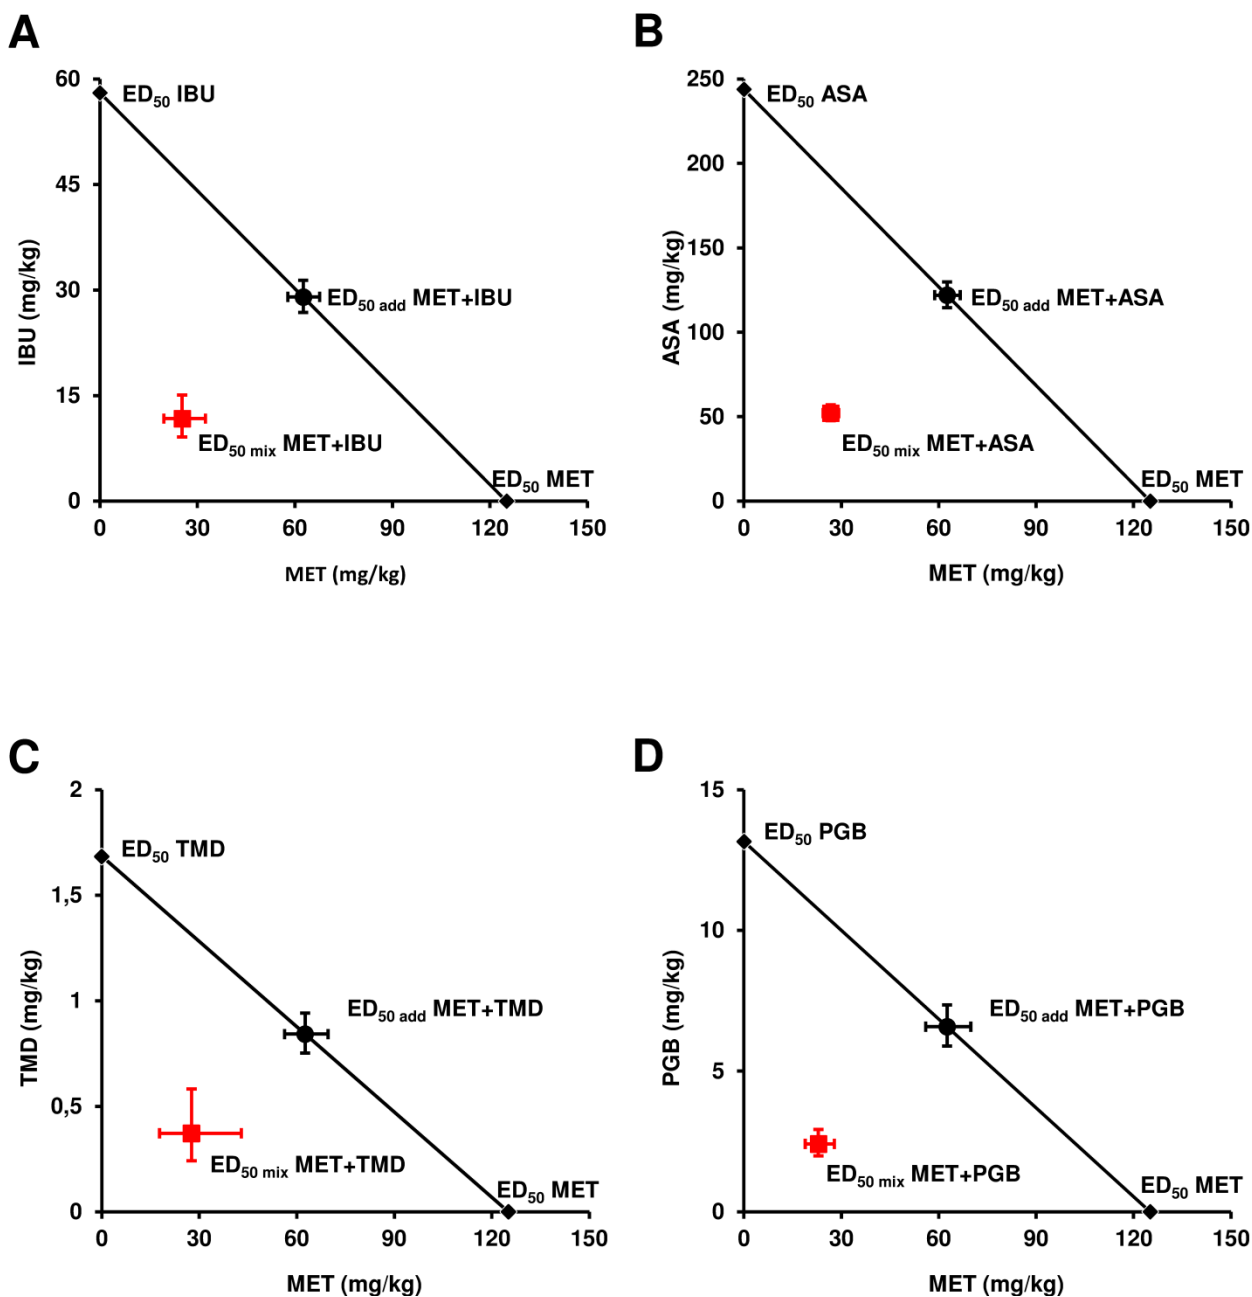 A
60
45
30
15
0
IBU (mg/kg)
ED50 IBU
ED50 add MET+IBU
ED50 mix MET+IBU
ED50 MET
0 30 60 90 120 150
MET (mg/kg)
B
250
200
150
100
50
0
ASA (mg/kg)
ED50 ASA
ED50 add MET+ASA
ED50 mix MET+ASA
ED50 MET
0 30 60 90 120 150
MET (mg/kg)
C
2
1,5
1
0,5
0
TMD (mg/kg)
ED50 TMD
ED50 add MET+TMD
ED50 mix MET+TMD
ED50 MET
0 30 60 90 120 150
MET (mg/kg)
D
15
10
5
0
PGB (mg/kg)
ED50 PGB
ED50 add MET+PGB
ED50 mix MET+PGB
ED50 MET
0 30 60 90 120 150
MET (mg/kg)